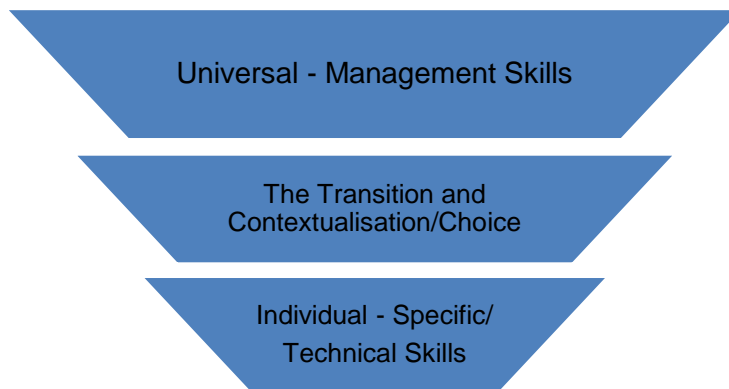 Universal - Management Skills
The Transition and
Contextualisation/Choice
Individual - Specific/
Technical Skills